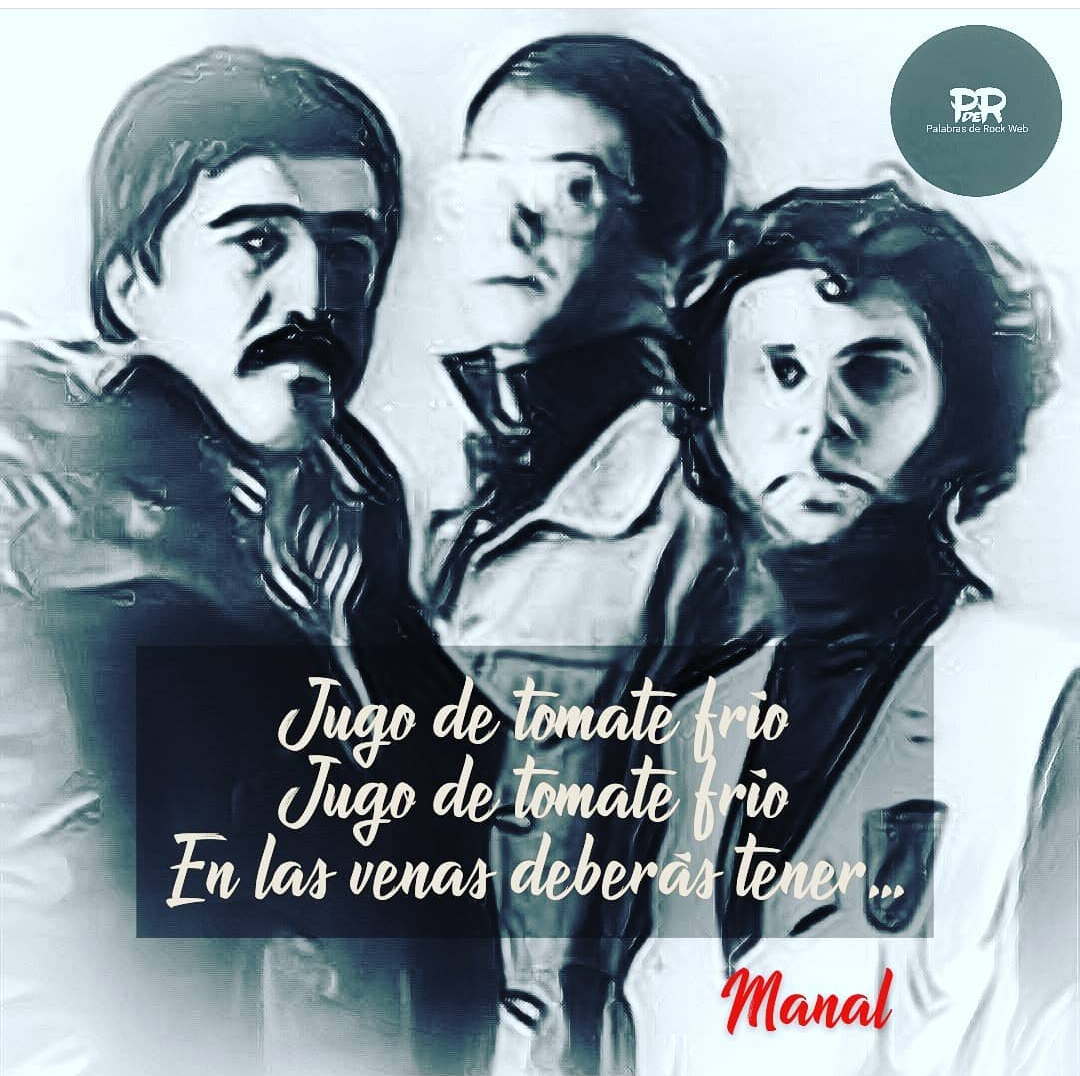 PDER
Palabras de Rock Web
Jugo de tomate frío
Jugo de tomate frío
En las venas deberás tener...
Manal